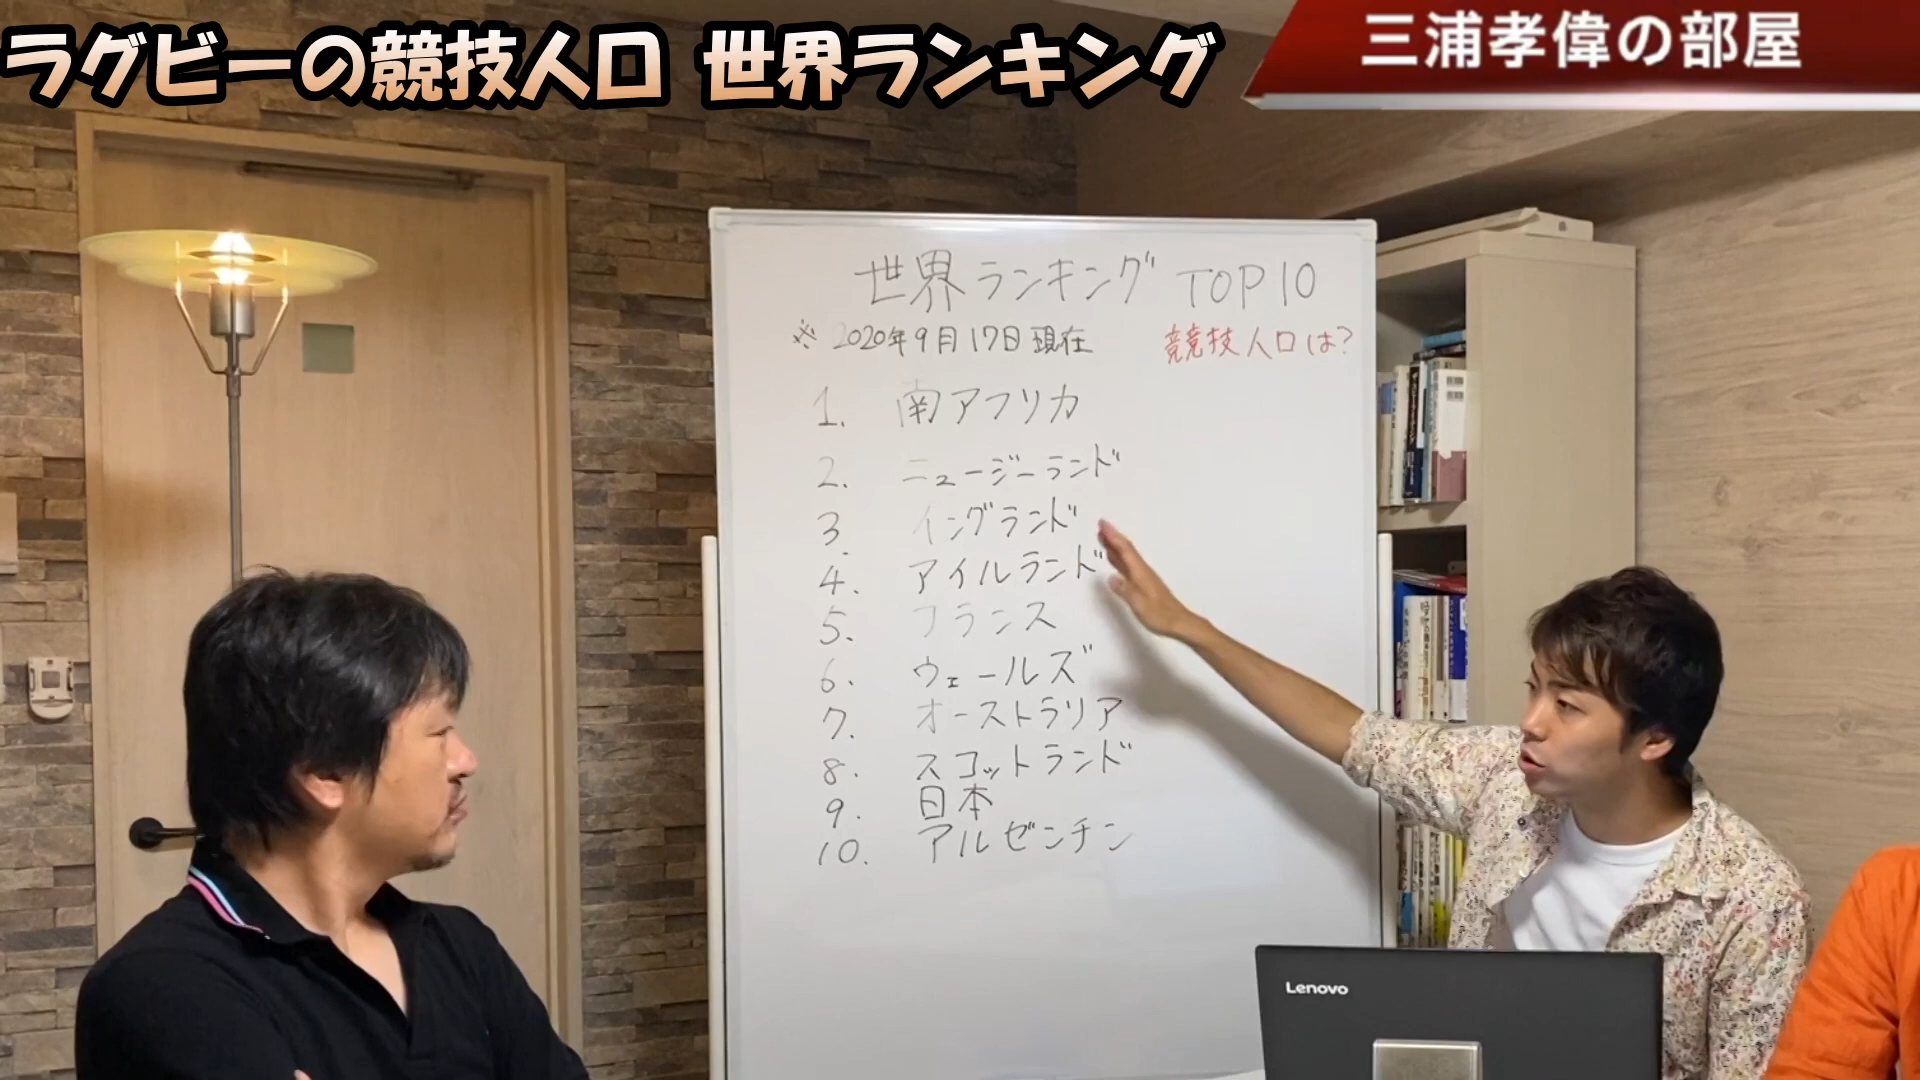 ラグビーの競技人口 世界ランキング
三浦孝偉の部屋
世界ランキング TOP10
※ 2020年9月17日現在 競技人口は?
1. 南アフリカ
2. ニュージーランド
3. イングランド
4. アイルランド
5. フランス
6. ウェールズ
7. オーストラリア
8. スコットランド
9. 日本
10. アルゼンチン
Lenovo